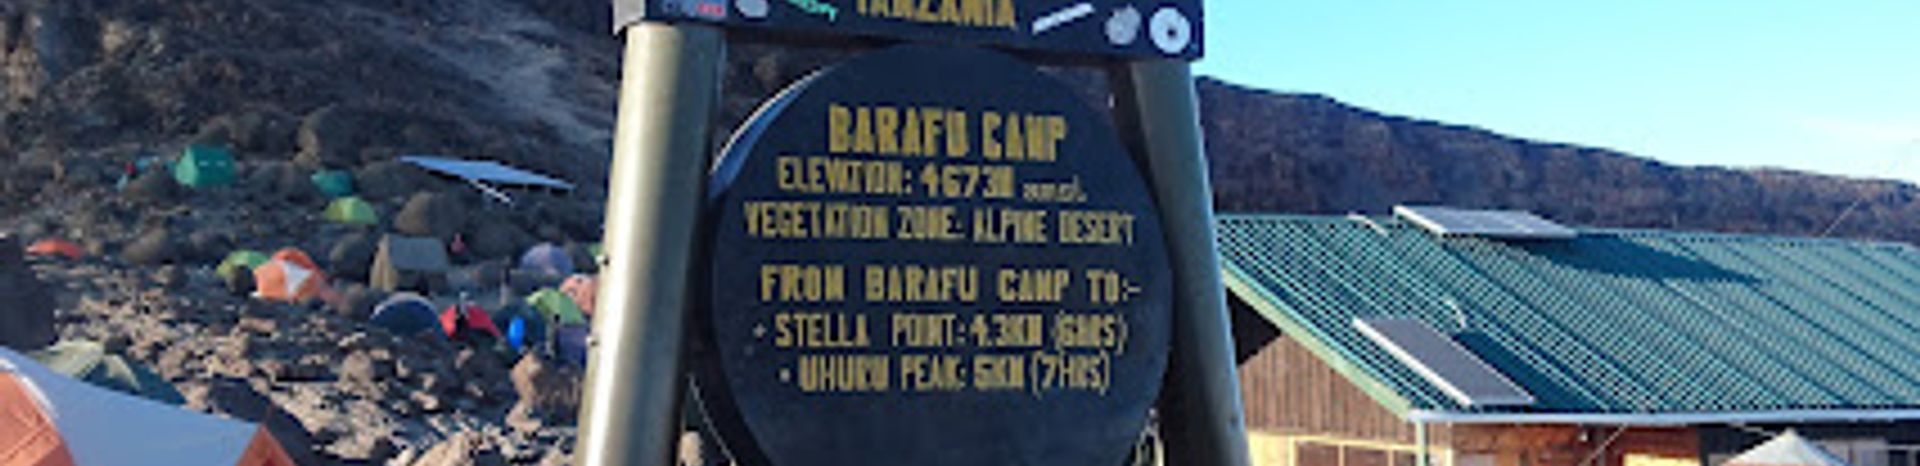 TANZANIA
BARAFU CAMP
ELEVATION: 4673M a.m.s.l.
VEGETATION ZONE: ALPINE DESERT
FROM BARAFU CAMP TO:-
• STELLA POINT: 4.3KM (6HRS)
• UHURU PEAK: 5KM (7HRS)